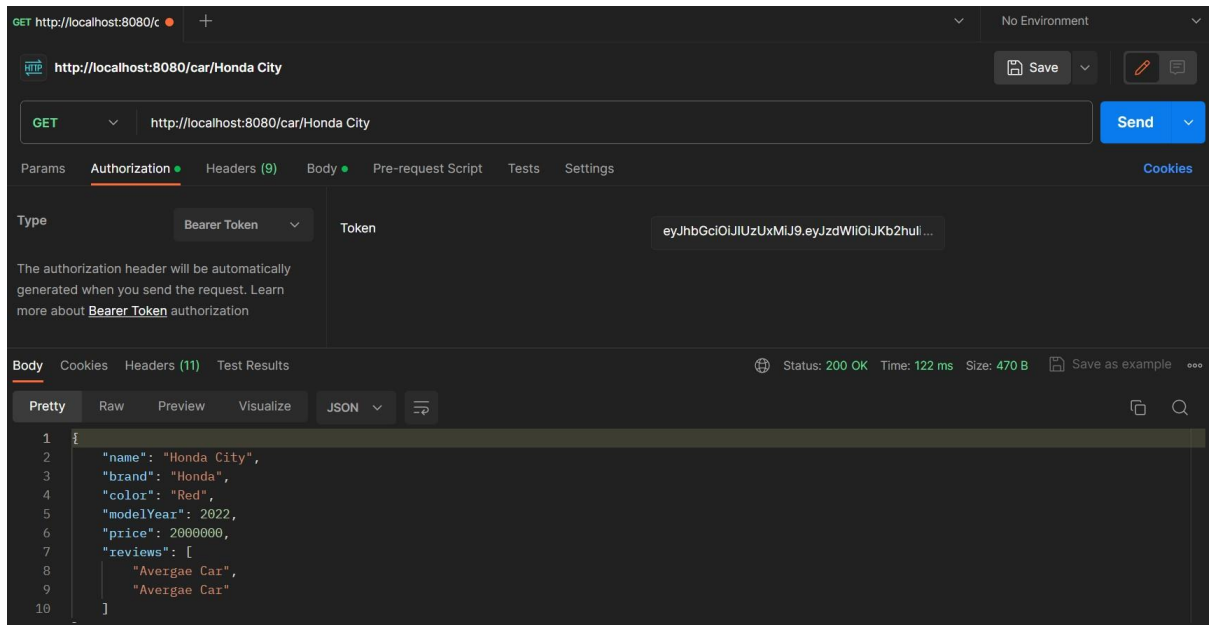 GET http://localhost:8080/c
No Environment
HTTP http://localhost:8080/car/Honda City
Save
GET http://localhost:8080/car/Honda City
Send
Params Authorization Headers (9) Body Pre-request Script Tests Settings Cookies
Type Bearer Token
Token eyJhbGciOiJIUzUxMiJ9.eyJzdWIiOiJKb2huIi...
The authorization header will be automatically
generated when you send the request. Learn
more about Bearer Token authorization
Body Cookies Headers (11) Test Results
Status: 200 OK Time: 122 ms Size: 470 B Save as example
Pretty Raw Preview Visualize JSON
1 {
2 "name": "Honda City",
3 "brand": "Honda",
4 "color": "Red",
5 "modelYear": 2022,
6 "price": 2000000,
7 "reviews": [
8 "Avergae Car",
9 "Avergae Car"
10 ]